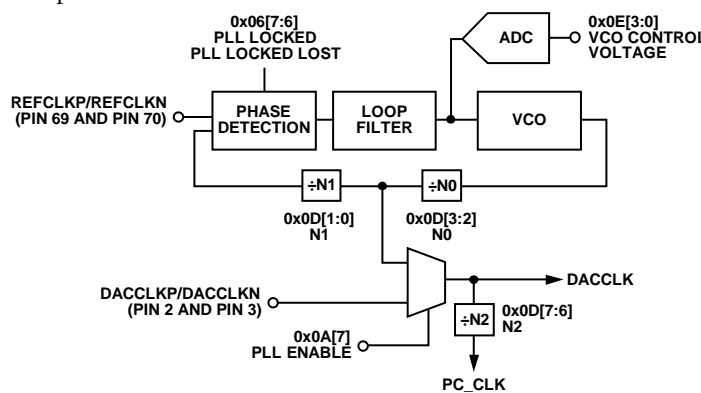 0x06[7:6]
PLL LOCKED
PLL LOCKED LOST
ADC
0x0E[3:0]
VCO CONTROL
VOLTAGE
REFCLKP/REFCLKN
(PIN 69 AND PIN 70)
PHASE
DETECTION
LOOP
FILTER
VCO
÷N1
÷N0
0x0D[1:0]
N1
0x0D[3:2]
N0
DACCLKP/DACCLKN
(PIN 2 AND PIN 3)
DACCLK
÷N2
0x0D[7:6]
N2
0x0A[7]
PLL ENABLE
PC_CLK